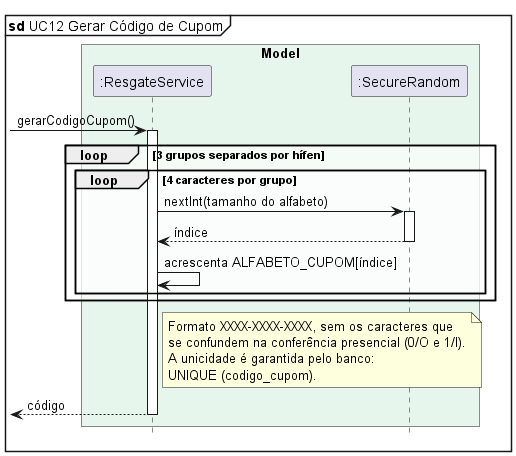 sd UC12 Gerar Código de Cupom
Model
:ResgateService
:SecureRandom
gerarCodigoCupom()
loop [3 grupos separados por hífen]
loop [4 caracteres por grupo]
nextInt(tamanho do alfabeto)
índice
acrescenta ALFABETO_CUPOM[índice]
Formato XXXX-XXXX-XXXX, sem os caracteres que
se confundem na conferência presencial (0/O e 1/I).
A unicidade é garantida pelo banco:
UNIQUE (codigo_cupom).
código